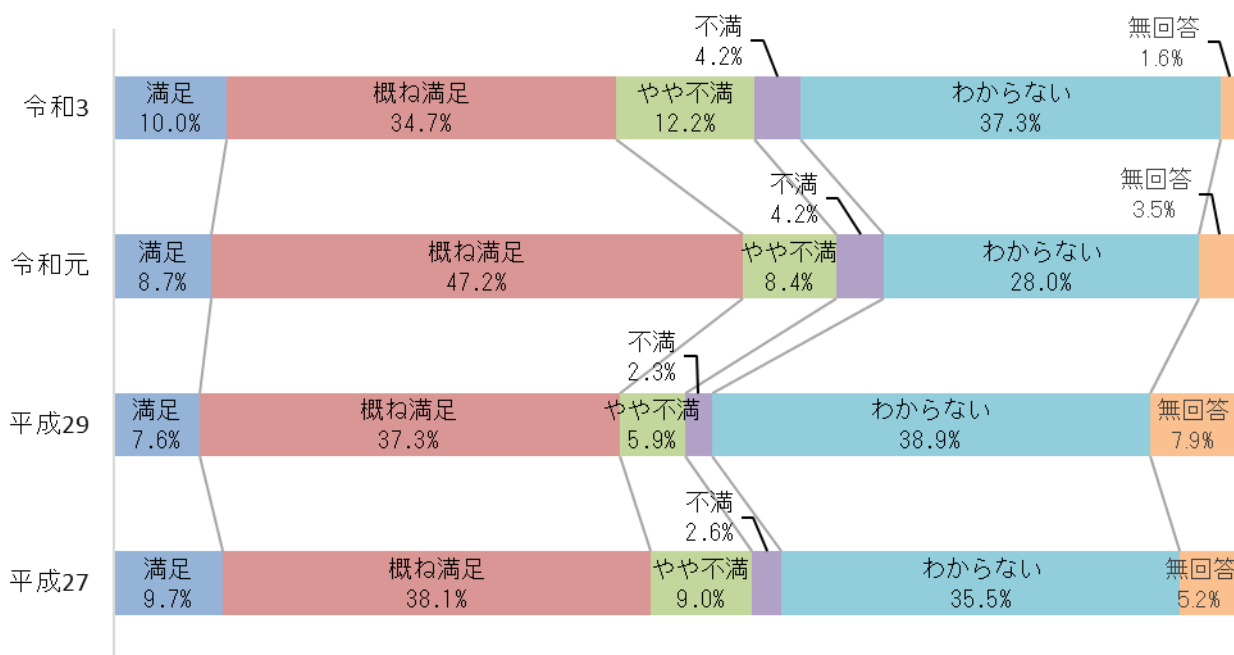 不満
4.2%
無回答
1.6%
令和3
満足
10.0%
概ね満足
34.7%
やや不満
12.2%
わからない
37.3%
不満
4.2%
無回答
3.5%
令和元
満足
8.7%
概ね満足
47.2%
やや不満
8.4%
わからない
28.0%
不満
2.3%
平成29
満足
7.6%
概ね満足
37.3%
やや不満
5.9%
わからない
38.9%
無回答
7.9%
不満
2.6%
平成27
満足
9.7%
概ね満足
38.1%
やや不満
9.0%
わからない
35.5%
無回答
5.2%